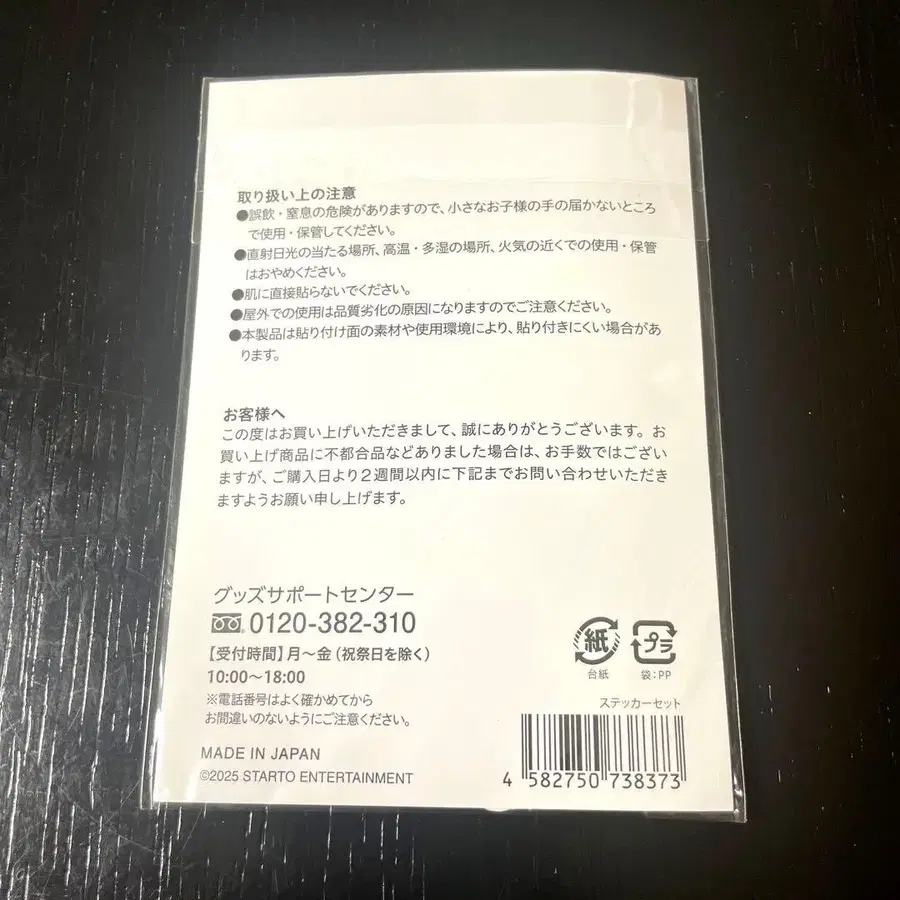 取り扱い上の注意
●誤飲・窒息の危険がありますので、小さなお子様の手の届かないところ
で使用・保管してください。
●直射日光の当たる場所、高温・多湿の場所、火気の近くでの使用・保管
はおやめください。
●肌に直接貼らないでください。
●屋外での使用は品質劣化の原因になりますのでご注意ください。
●本製品は貼り付け面の素材や使用環境により、貼り付きにくい場合があ
ります。
お客様へ
この度はお買い上げいただきまして、誠にありがとうございます。お
買い上げ商品に不都合品などありました場合は、お手数ではござい
ますが、ご購入日より2週間以内に下記までお問い合わせいただき
ますようお願い申し上げます。
グッズサポートセンター
0120-382-310
【受付時間】月〜金（祝祭日を除く）
10:00〜18:00
※電話番号はよく確かめてから
お間違いのないようにご注意ください。
MADE IN JAPAN
©2025 STARTO ENTERTAINMENT
紙
台紙
プラ
袋:PP
ステッカーセット
4 582750 738373